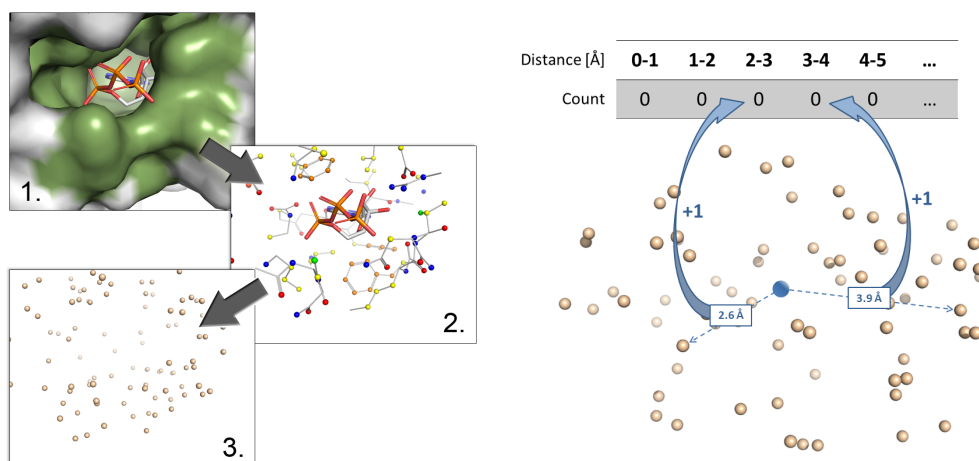 1.
2.
3.
Distance [Å] 0-1 1-2 2-3 3-4 4-5 ...
Count 0 0 0 0 0 ...
+1 +1
2.6 Å 3.9 Å